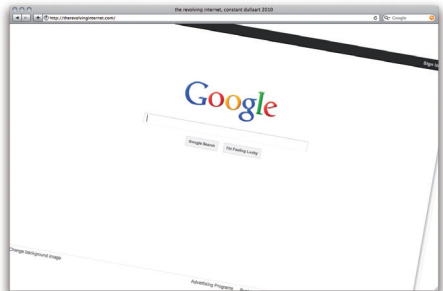 the revolving internet, constant dullaart 2010
http://therevolvinginternet.com/
Google
Sign in
Google
Google Search
I'm Feeling Lucky
Change background image
Advertising Programs